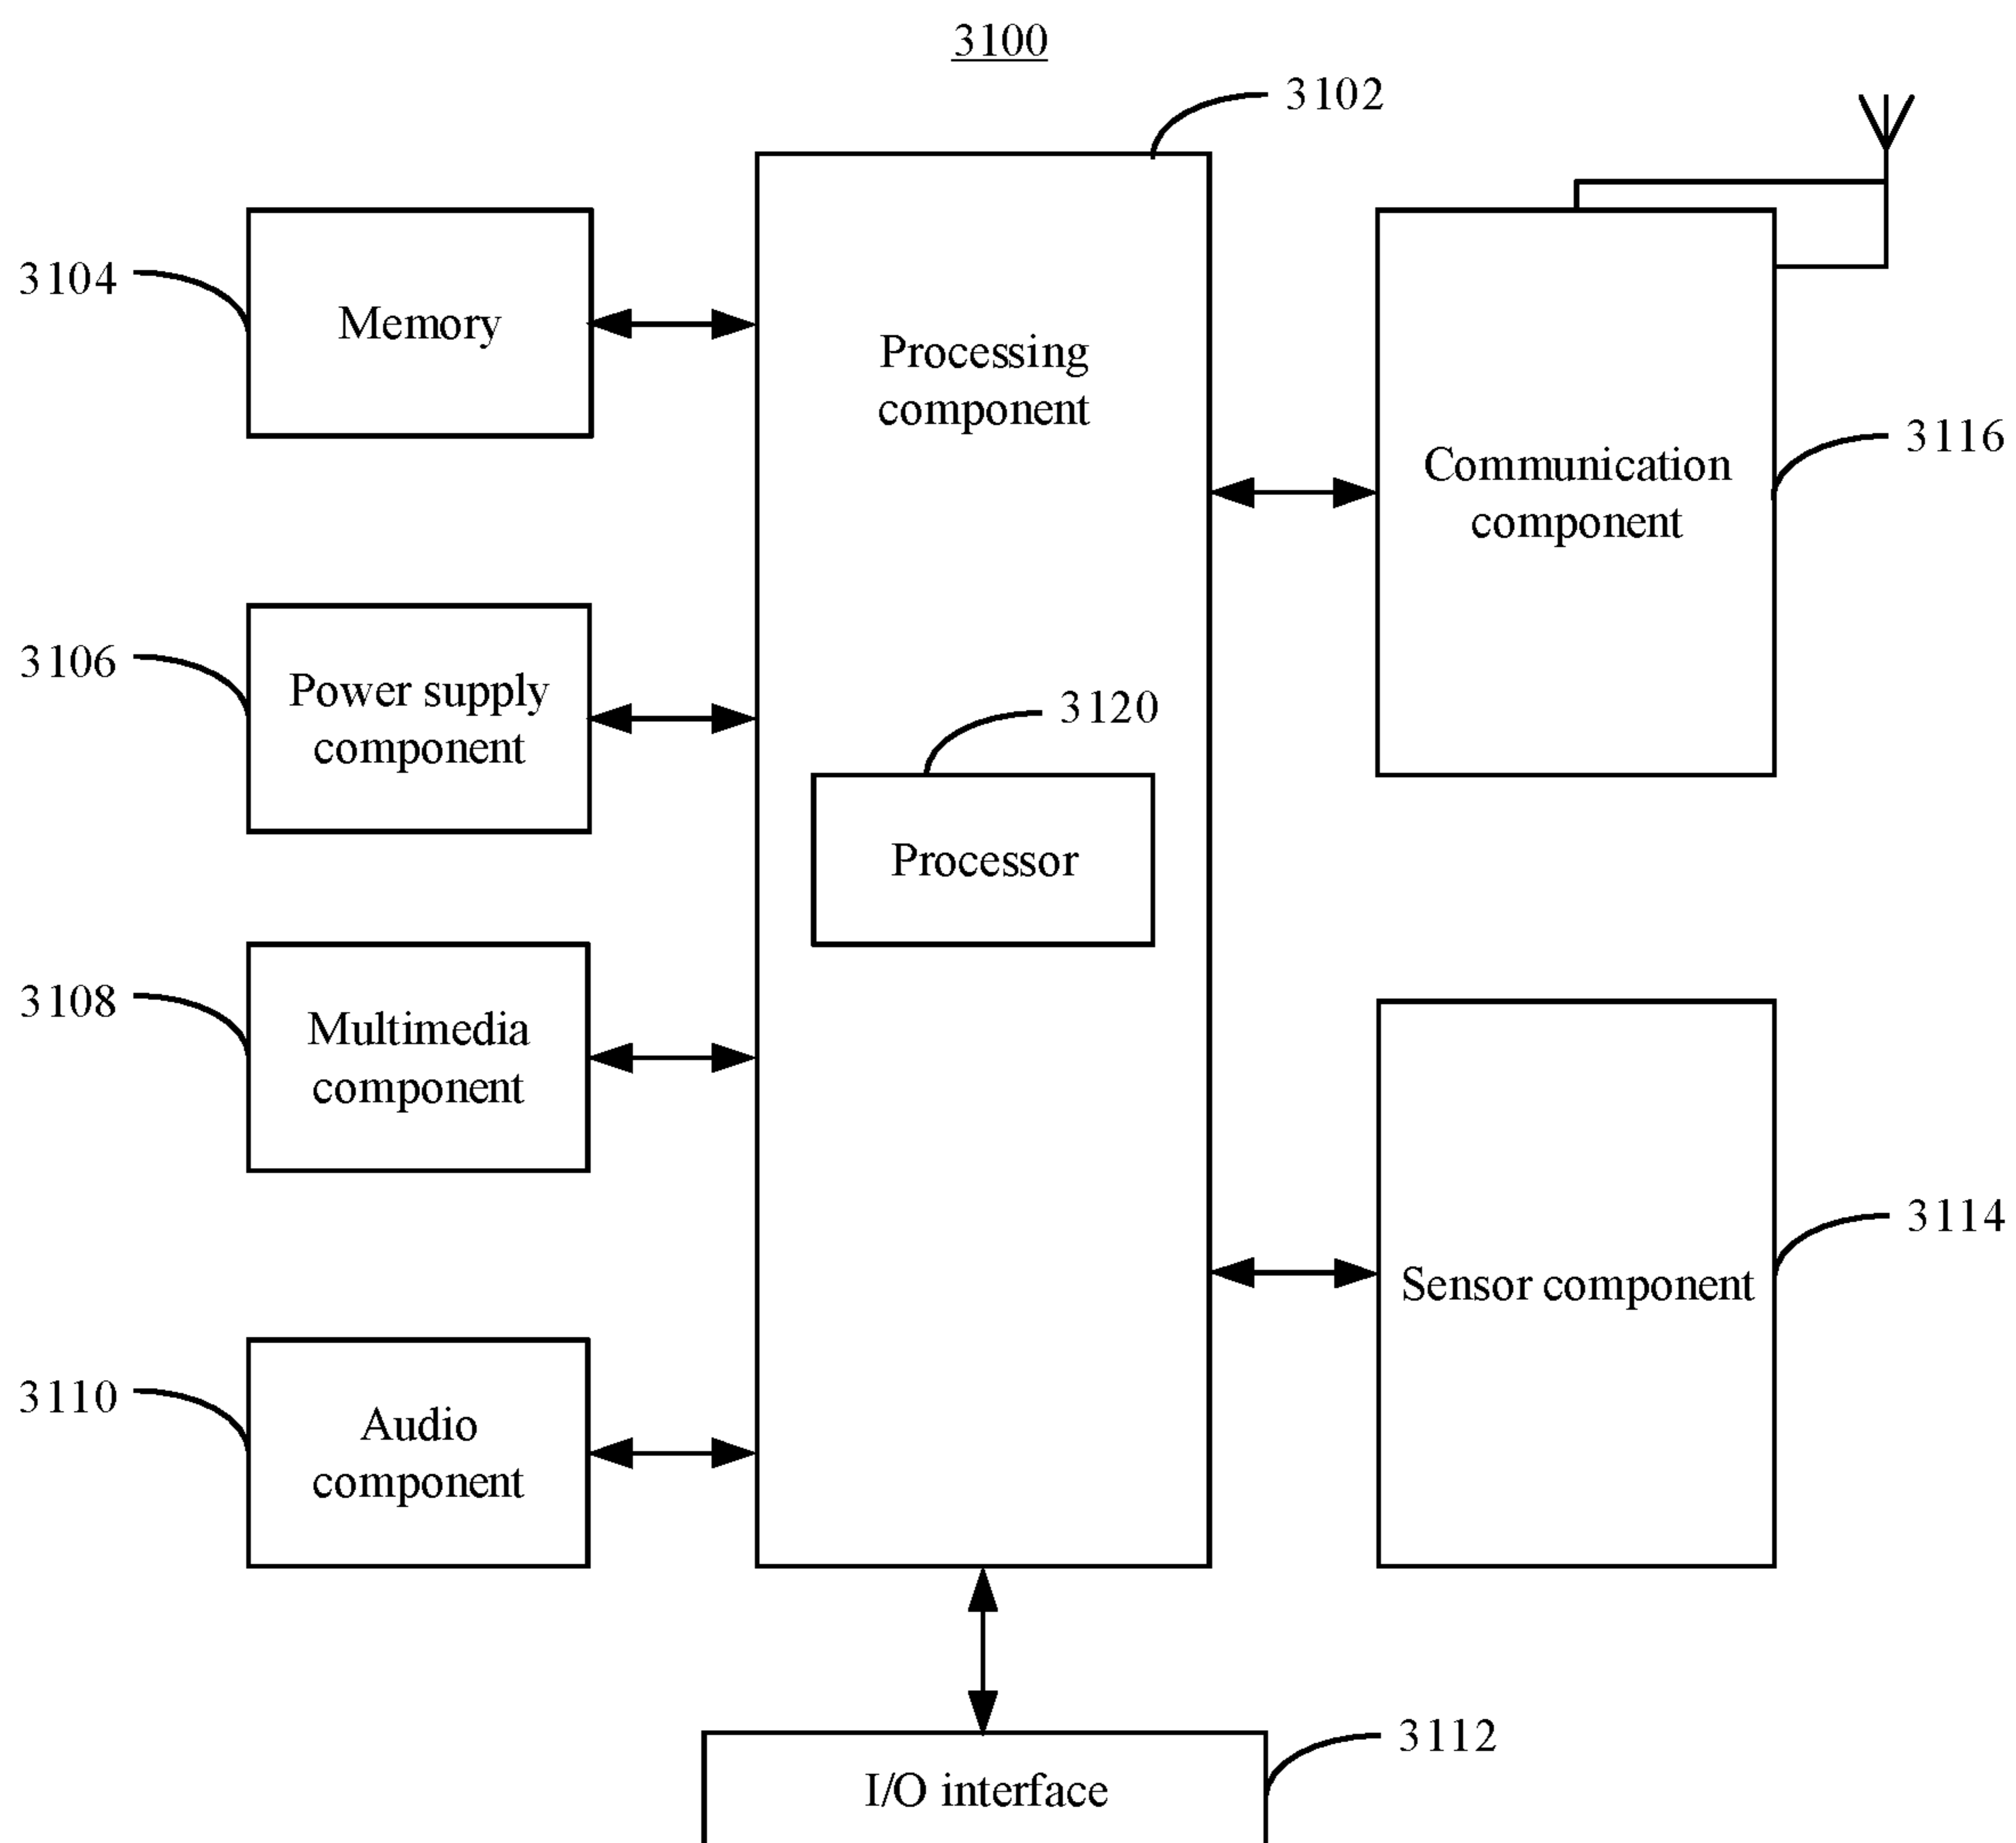 3100
3102
3104
Memory
Processing
component
Communication
component
3116
3106
Power supply
component
3120
Processor
3108
Multimedia
component
3114
Sensor component
3110
Audio
component
3112
I/O interface